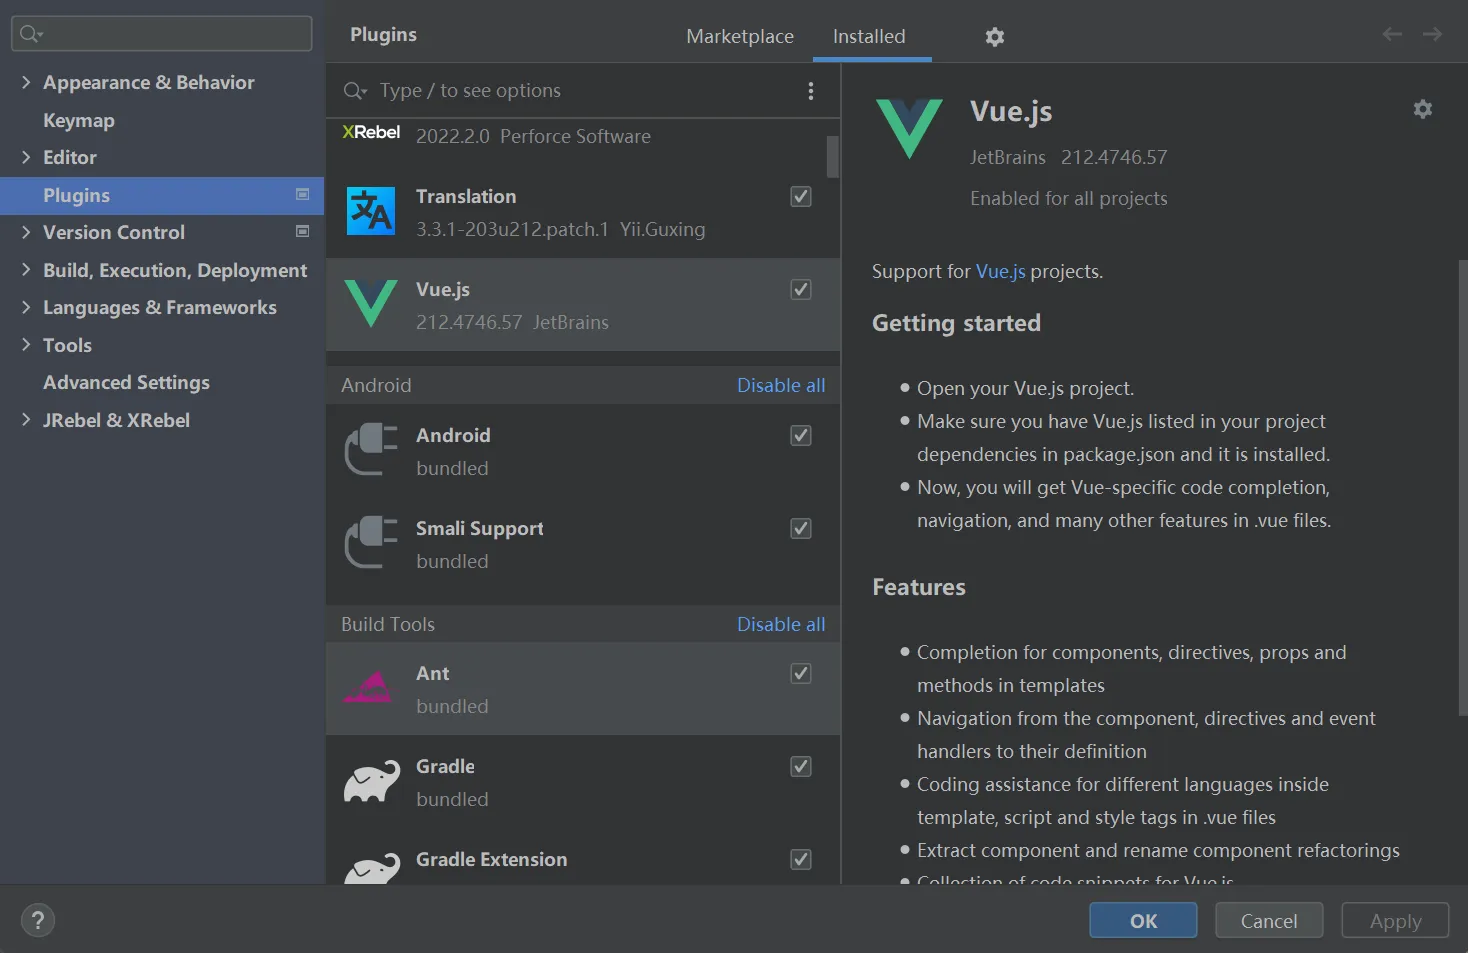 Appearance & Behavior
Keymap
Editor
Plugins
Version Control
Build, Execution, Deployment
Languages & Frameworks
Tools
Advanced Settings
JRebel & XRebel
Plugins
Marketplace
Installed
Type / to see options
XRebel
2022.2.0 Perforce Software
Translation
3.3.1-203u212.patch.1 Yii.Guxing
Vue.js
212.4746.57 JetBrains
Android
Disable all
Android
bundled
Smali Support
bundled
Build Tools
Disable all
Ant
bundled
Gradle
bundled
Gradle Extension
Vue.js
JetBrains 212.4746.57
Enabled for all projects
Support for Vue.js projects.
Getting started
Open your Vue.js project.
Make sure you have Vue.js listed in your project
dependencies in package.json and it is installed.
Now, you will get Vue-specific code completion,
navigation, and many other features in .vue files.
Features
Completion for components, directives, props and
methods in templates
Navigation from the component, directives and event
handlers to their definition
Coding assistance for different languages inside
template, script and style tags in .vue files
Extract component and rename component refactorings
Collection of code snippets for Vue.js
?
OK
Cancel
Apply